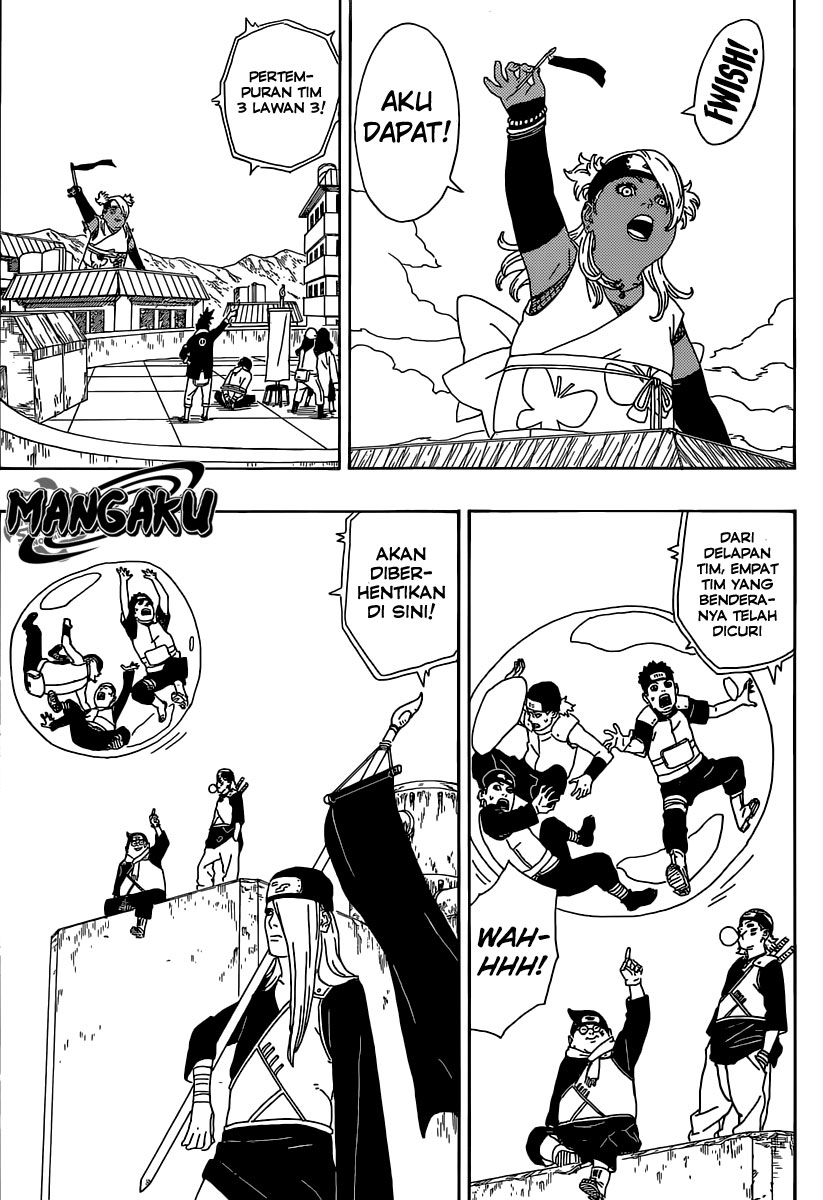 FWISH!
AKU
DAPAT!
PERTEM-
PURAN TIM
3 LAWAN 3!
DARI
DELAPAN
TIM, EMPAT
TIM YANG
BENDERA-
NYA TELAH
DICURI
WAH-
HHH!
AKAN
DIBER-
HENTIKAN
DI SINI!
MANGAKU